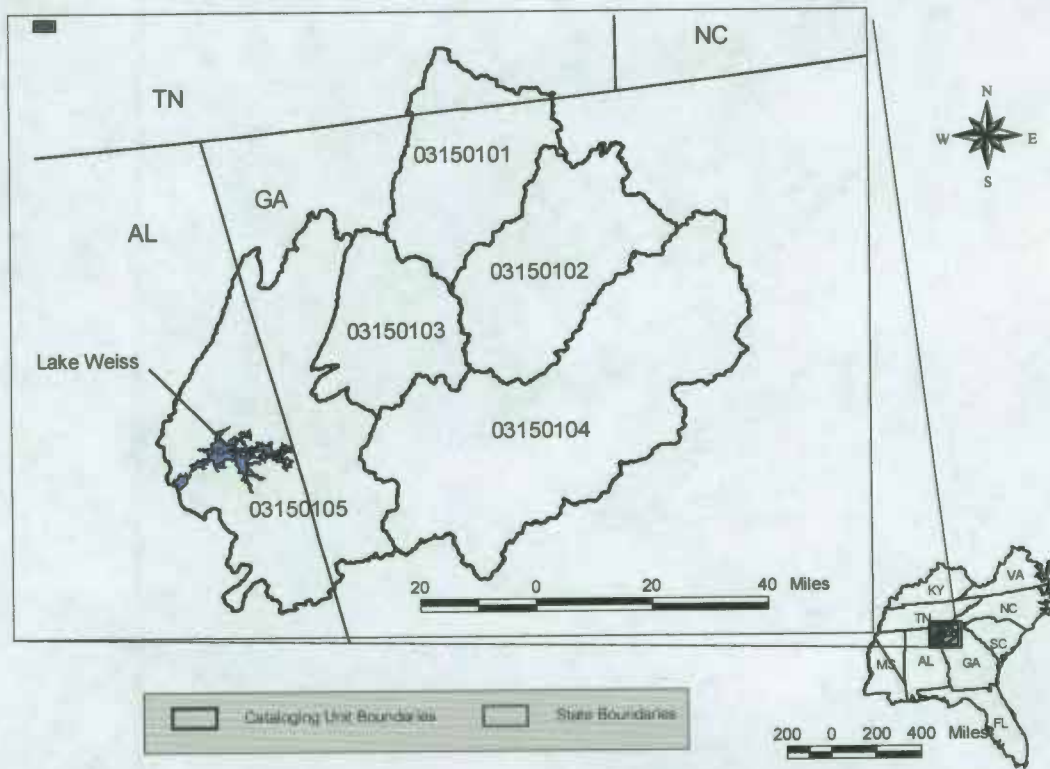 NC
TN
N
W E
S
03150101
GA
AL
03150102
03150103
Lake Weiss
03150104
03150105
20 0 20 40 Miles
KY
VA
TN
NC
SC
MS
AL
GA
FL
Cataloging Unit Boundaries
State Boundaries
200 0 200 400 Miles